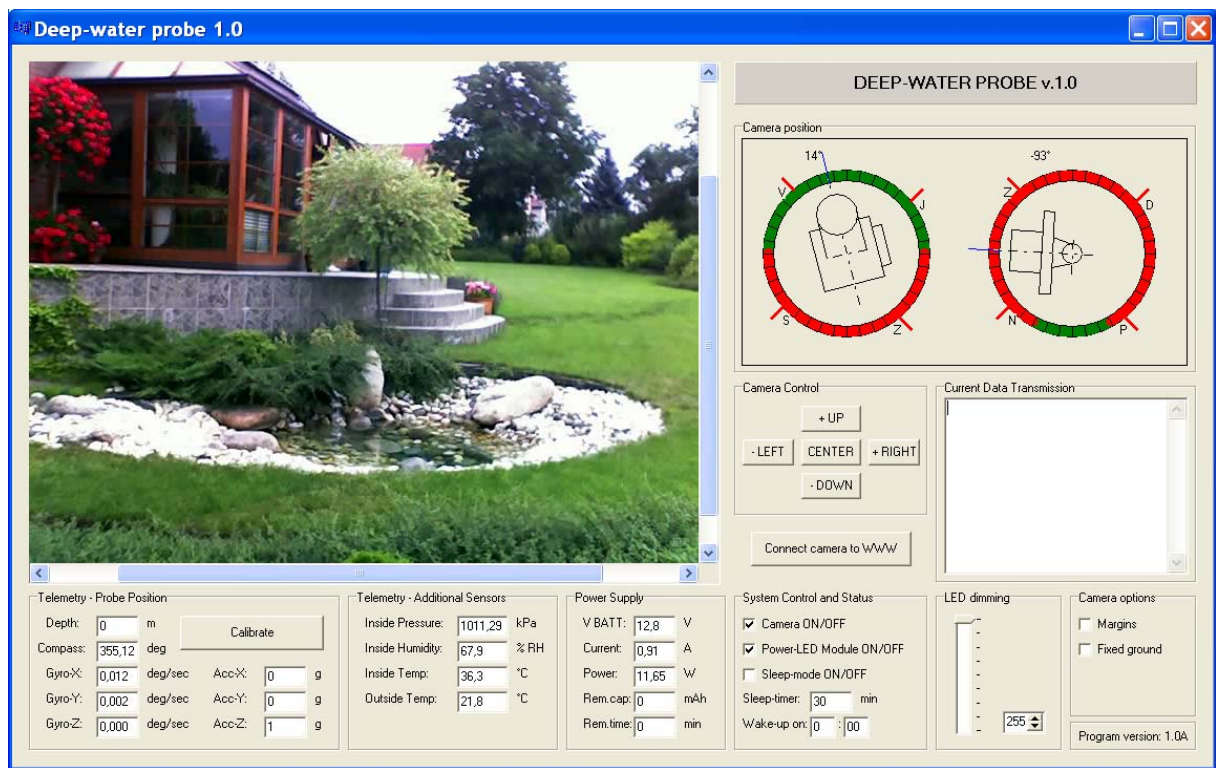 Deep-water probe 1.0
DEEP-WATER PROBE v.1.0
Camera position
14° -93°
V J Z D
S Z N P
Camera Control
+ UP
- LEFT CENTER + RIGHT
- DOWN
Connect camera to WWW
Current Data Transmission
Telemetry - Probe Position
Depth: 0 m Calibrate
Compass: 355,12 deg
Gyro-X: 0,012 deg/sec Acc-X: 0 g
Gyro-Y: 0,002 deg/sec Acc-Y: 0 g
Gyro-Z: 0,000 deg/sec Acc-Z: 1 g
Telemetry - Additional Sensors
Inside Pressure: 1011,29 kPa
Inside Humidity: 67,9 % RH
Inside Temp: 36,3 °C
Outside Temp: 21,8 °C
Power Supply
V BATT: 12,8 V
Current: 0,91 A
Power: 11,65 W
Rem.cap: 0 mAh
Rem.time: 0 min
System Control and Status
Camera ON/OFF
Power-LED Module ON/OFF
Sleep-mode ON/OFF
Sleep-timer: 30 min
Wake-up on: 0 : 00
LED dimming
255
Camera options
Margins
Fixed ground
Program version: 1.0A